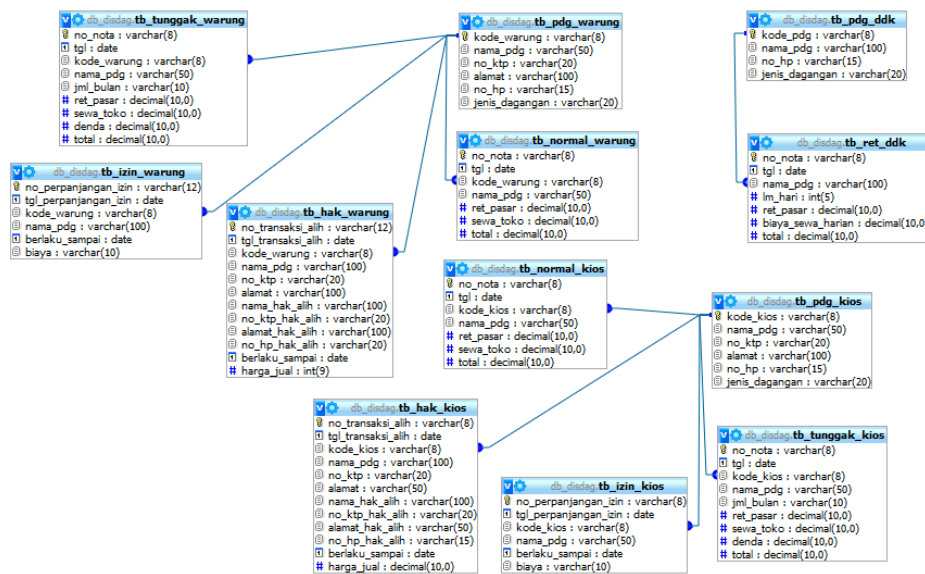 db_disdag.tb_tunggak_warung
no_nota : varchar(8)
tgl : date
kode_warung : varchar(8)
nama_pdg : varchar(50)
jml_bulan : varchar(10)
# ret_pasar : decimal(10,0)
# sewa_toko : decimal(10,0)
# denda : decimal(10,0)
# total : decimal(10,0)
db_disdag.tb_pdg_warung
kode_warung : varchar(8)
nama_pdg : varchar(50)
no_ktp : varchar(20)
alamat : varchar(100)
no_hp : varchar(15)
jenis_dagangan : varchar(20)
db_disdag.tb_pdg_ddk
kode_pdg : varchar(8)
nama_pdg : varchar(100)
no_hp : varchar(15)
jenis_dagangan : varchar(20)
db_disdag.tb_izin_warung
no_perpanjangan_izin : varchar(12)
tgl_perpanjangan_izin : date
kode_warung : varchar(8)
nama_pdg : varchar(100)
berlaku_sampai : date
biaya : varchar(10)
db_disdag.tb_hak_warung
no_transaksi_alih : varchar(12)
tgl_transaksi_alih : date
kode_warung : varchar(8)
nama_pdg : varchar(100)
no_ktp : varchar(20)
alamat : varchar(100)
nama_hak_alih : varchar(100)
no_ktp_hak_alih : varchar(20)
alamat_hak_alih : varchar(100)
no_hp_hak_alih : varchar(20)
berlaku_sampai : date
# harga_jual : int(9)
db_disdag.tb_normal_warung
no_nota : varchar(8)
tgl : date
kode_warung : varchar(8)
nama_pdg : varchar(50)
# ret_pasar : decimal(10,0)
# sewa_toko : decimal(10,0)
# total : decimal(10,0)
db_disdag.tb_ret_ddk
no_nota : varchar(8)
tgl : date
nama_pdg : varchar(100)
# lm_hari : int(5)
# ret_pasar : decimal(10,0)
# biaya_sewa_harian : decimal(10,0)
# total : decimal(10,0)
db_disdag.tb_normal_kios
no_nota : varchar(8)
tgl : date
kode_kios : varchar(8)
nama_pdg : varchar(50)
# ret_pasar : decimal(10,0)
# sewa_toko : decimal(10,0)
# total : decimal(10,0)
db_disdag.tb_pdg_kios
kode_kios : varchar(8)
nama_pdg : varchar(50)
no_ktp : varchar(20)
alamat : varchar(100)
no_hp : varchar(15)
jenis_dagangan : varchar(20)
db_disdag.tb_hak_kios
no_transaksi_alih : varchar(8)
tgl_transaksi_alih : date
kode_kios : varchar(8)
nama_pdg : varchar(100)
no_ktp : varchar(20)
alamat : varchar(50)
nama_hak_alih : varchar(100)
no_ktp_hak_alih : varchar(20)
alamat_hak_alih : varchar(50)
no_hp_hak_alih : varchar(15)
berlaku_sampai : date
# harga_jual : decimal(10,0)
db_disdag.tb_izin_kios
no_perpanjangan_izin : varchar(8)
tgl_perpanjangan_izin : date
kode_kios : varchar(8)
nama_pdg : varchar(50)
berlaku_sampai : date
biaya : varchar(10)
db_disdag.tb_tunggak_kios
no_nota : varchar(8)
tgl : date
kode_kios : varchar(8)
nama_pdg : varchar(50)
jml_bulan : varchar(10)
# ret_pasar : decimal(10,0)
# sewa_toko : decimal(10,0)
# denda : decimal(10,0)
# total : decimal(10,0)